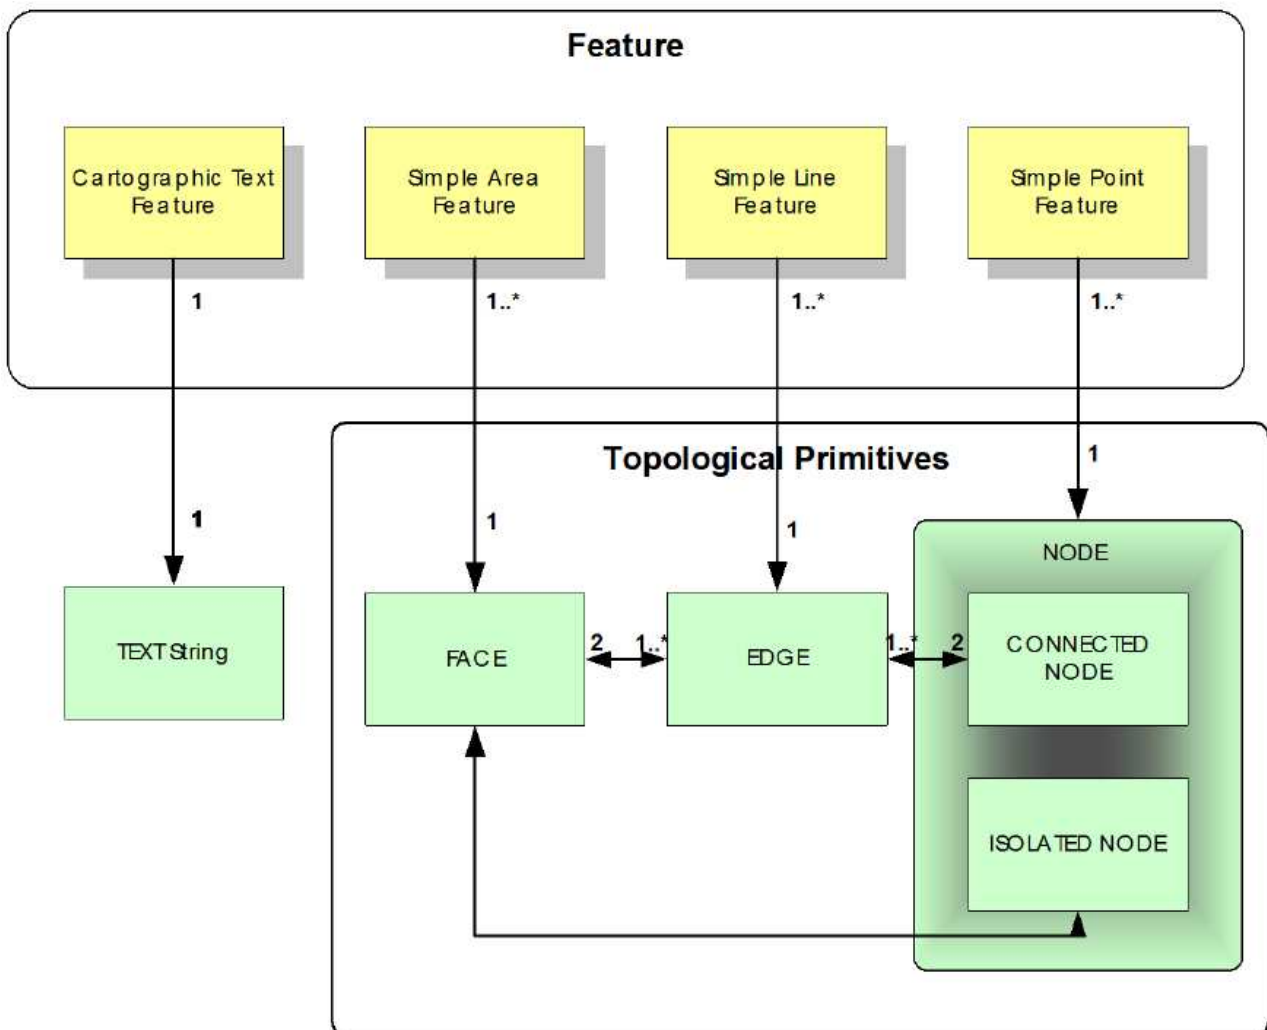 Feature
Cartographic Text
Feature
Simple Area
Feature
Simple Line
Feature
Simple Point
Feature
1
1..*
1..*
1..*
Topological Primitives
1
1
1
1
NODE
TEXT String
FACE
2
1..*
EDGE
1..*
2
CONNECTED
NODE
ISOLATED NODE